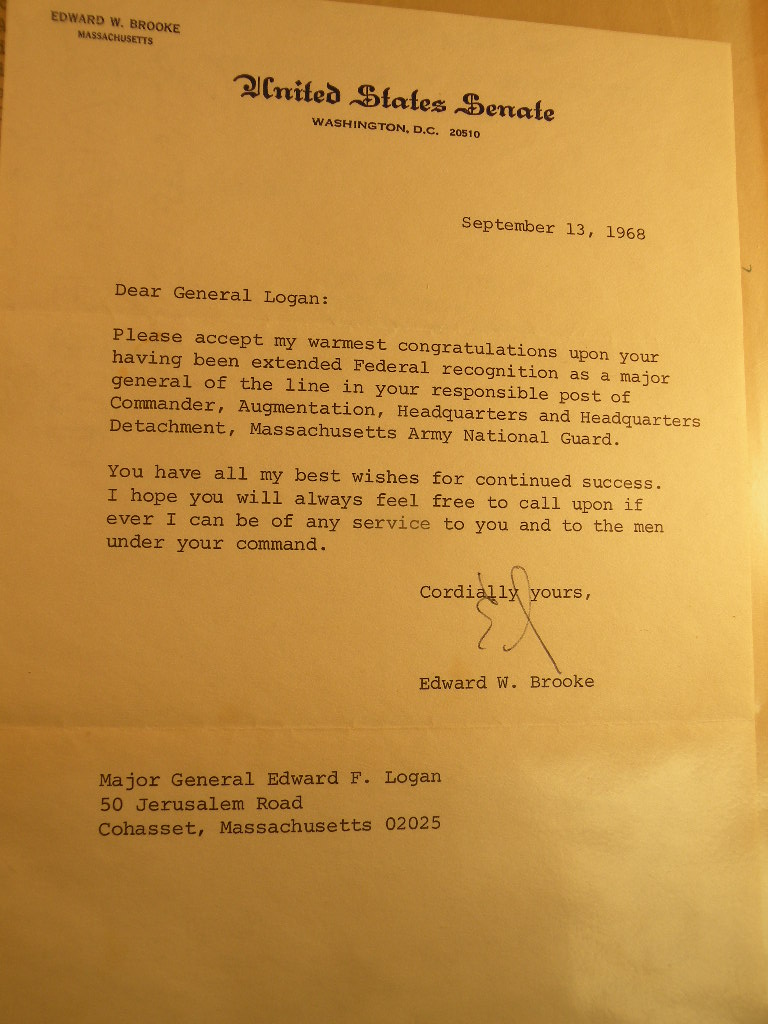 EDWARD W. BROOKE
MASSACHUSETTS
United States Senate
WASHINGTON, D.C. 20510
September 13, 1968
Dear General Logan:
Please accept my warmest congratulations upon your
having been extended Federal recognition as a major
general of the line in your responsible post of
Commander, Augmentation, Headquarters and Headquarters
Detachment, Massachusetts Army National Guard.
You have all my best wishes for continued success.
I hope you will always feel free to call upon if
ever I can be of any service to you and to the men
under your command.
Cordially yours,
Ed
Edward W. Brooke
Major General Edward F. Logan
50 Jerusalem Road
Cohasset, Massachusetts 02025